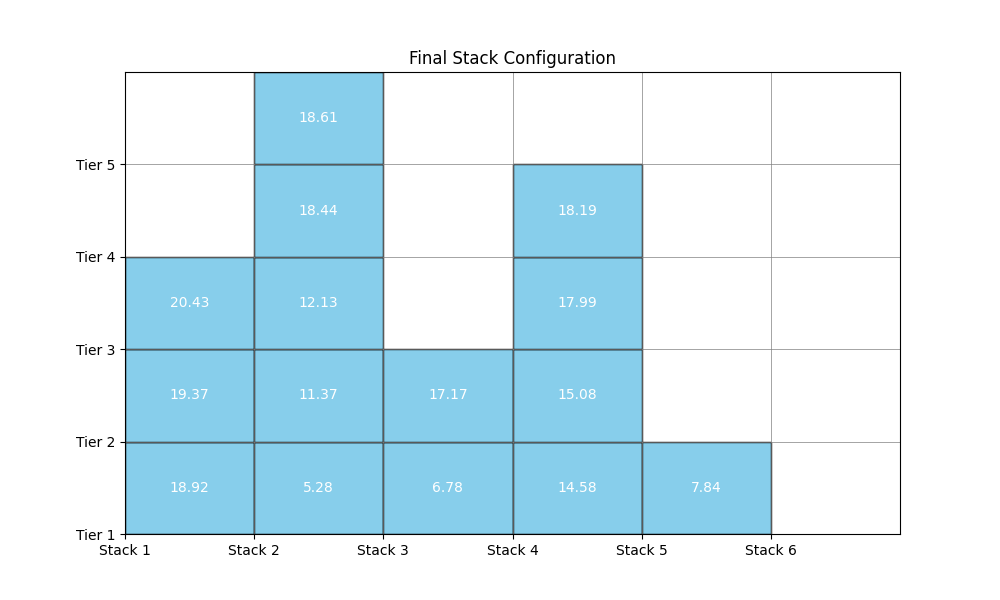 Final Stack Configuration
18.61
Tier 5
18.44 18.19
Tier 4
20.43 12.13 17.99
Tier 3
19.37 11.37 17.17 15.08
Tier 2
18.92 5.28 6.78 14.58 7.84
Tier 1
Stack 1 Stack 2 Stack 3 Stack 4 Stack 5 Stack 6